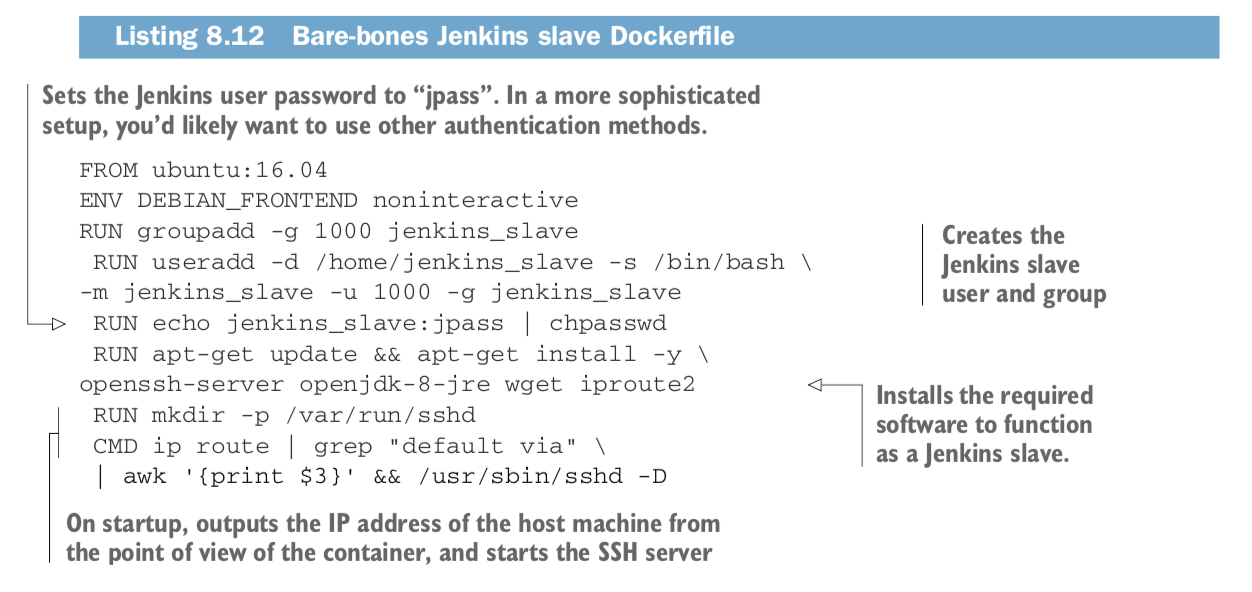 Listing 8.12 Bare-bones Jenkins slave Dockerfile
Sets the Jenkins user password to “jpass”. In a more sophisticated
setup, you’d likely want to use other authentication methods.
FROM ubuntu:16.04
ENV DEBIAN_FRONTEND noninteractive
RUN groupadd -g 1000 jenkins_slave
RUN useradd -d /home/jenkins_slave -s /bin/bash \
-m jenkins_slave -u 1000 -g jenkins_slave
Creates the
Jenkins slave
user and group
RUN echo jenkins_slave:jpass | chpasswd
RUN apt-get update && apt-get install -y \
openssh-server openjdk-8-jre wget iproute2
Installs the required
software to function
as a Jenkins slave.
RUN mkdir -p /var/run/sshd
CMD ip route | grep "default via" \
| awk '{print $3}' && /usr/sbin/sshd -D
On startup, outputs the IP address of the host machine from
the point of view of the container, and starts the SSH server